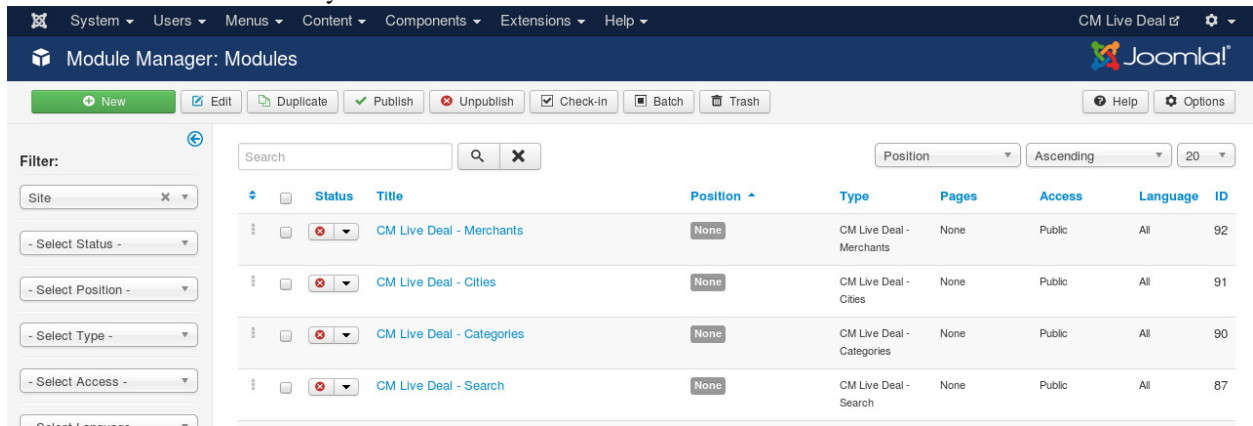 System Users Menus Content Components Extensions Help CM Live Deal
Module Manager: Modules Joomla!
New Edit Duplicate Publish Unpublish Check-in Batch Trash Help Options
Filter:
Search Position Ascending 20
Site
Status Title Position Type Pages Access Language ID
- Select Status -
CM Live Deal - Merchants None CM Live Deal - None Public All 92
Merchants
- Select Position -
CM Live Deal - Cities None CM Live Deal - None Public All 91
Cities
- Select Type -
CM Live Deal - Categories None CM Live Deal - None Public All 90
Categories
- Select Access -
CM Live Deal - Search None CM Live Deal - None Public All 87
Search